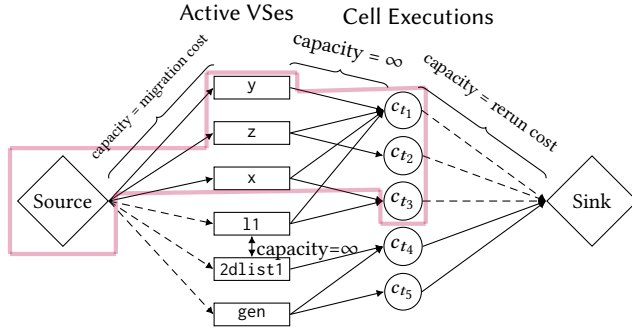 Active VSes
Cell Executions
capacity = migration cost
capacity = ∞
capacity = rerun cost
y
z
x
l1
capacity=∞
2dlist1
gen
c_{t_1}
c_{t_2}
c_{t_3}
c_{t_4}
c_{t_5}
Source
Sink